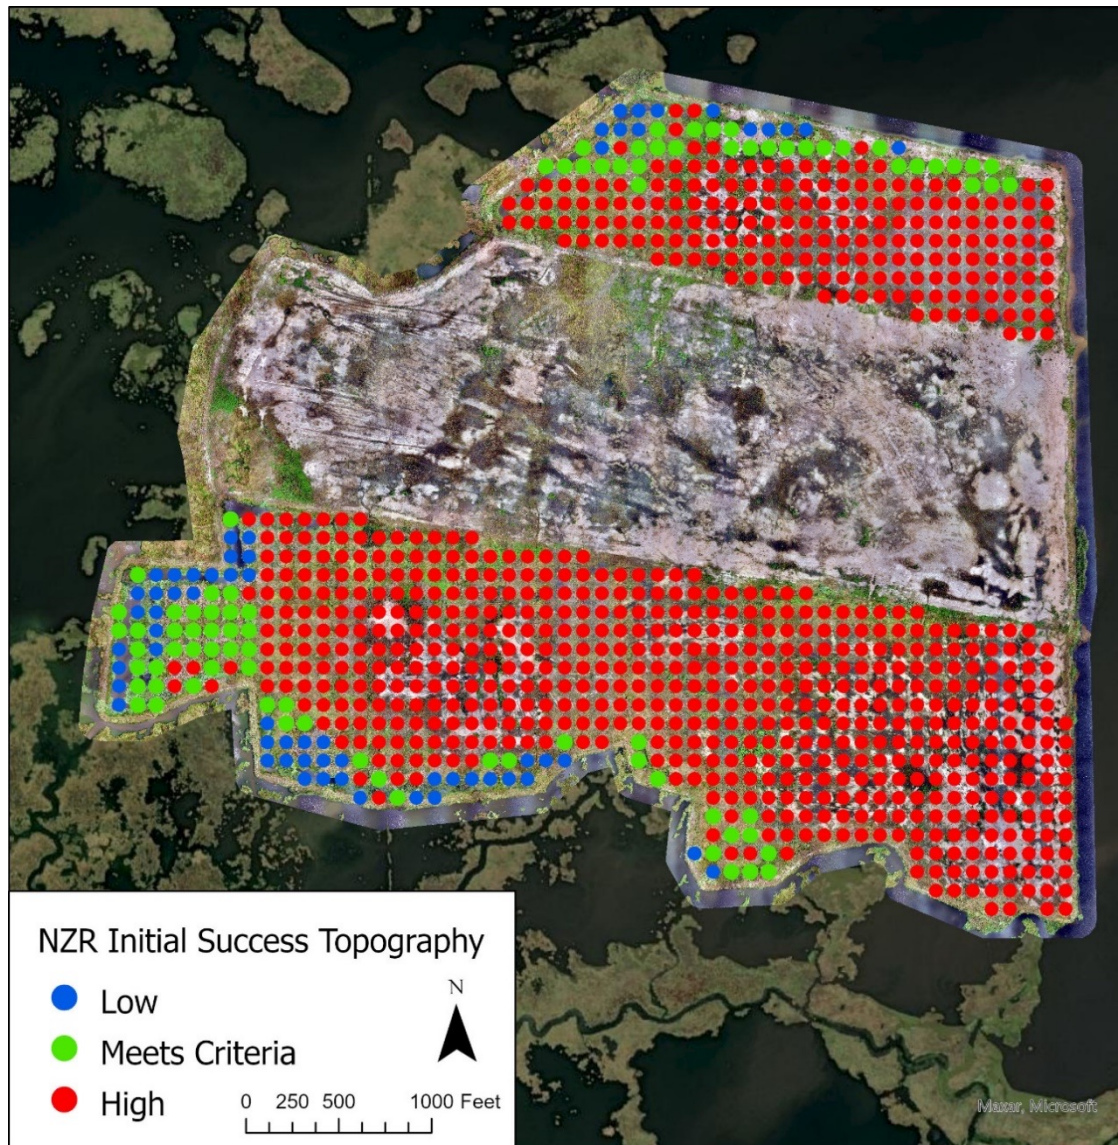 NZR Initial Success Topography
N
Low
Meets Criteria
High
0 250 500 1000 Feet
Maxar, Microsoft